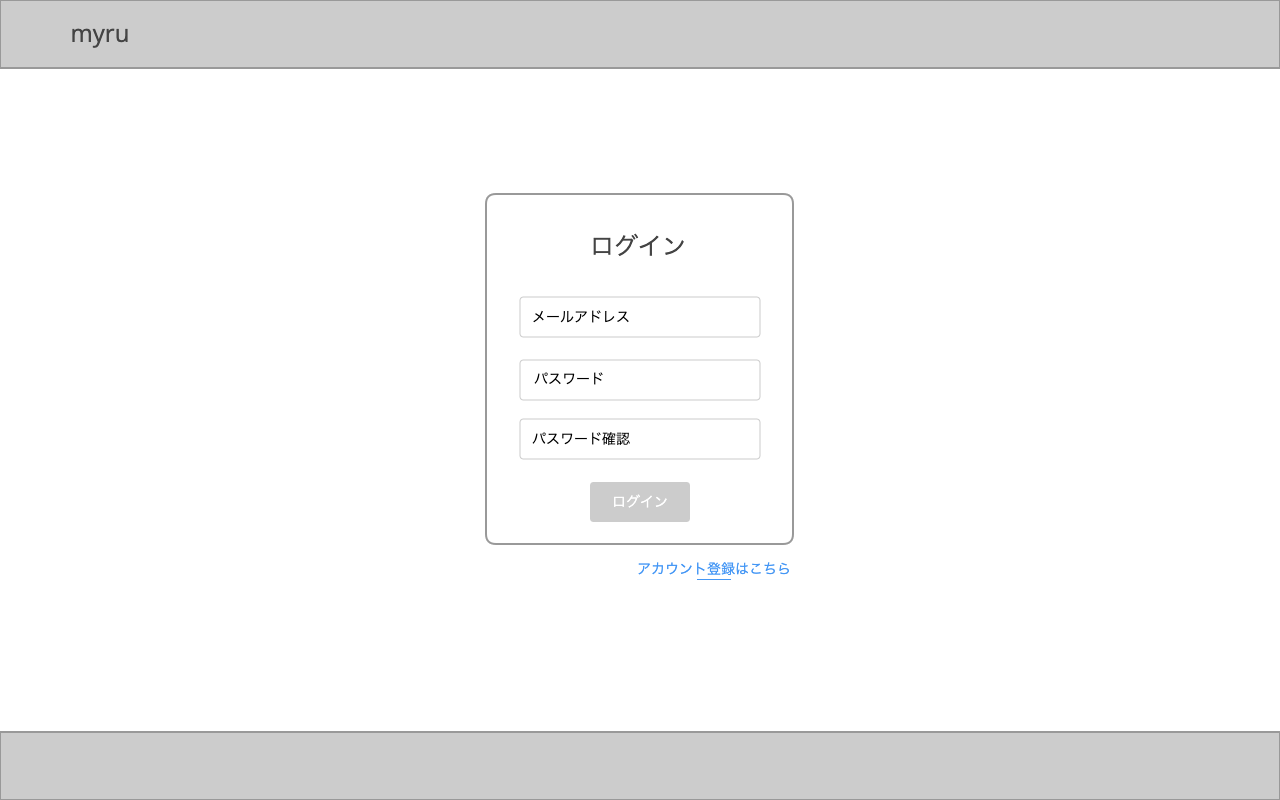 myru
ログイン
メールアドレス
パスワード
パスワード確認
ログイン
アカウント登録はこちら